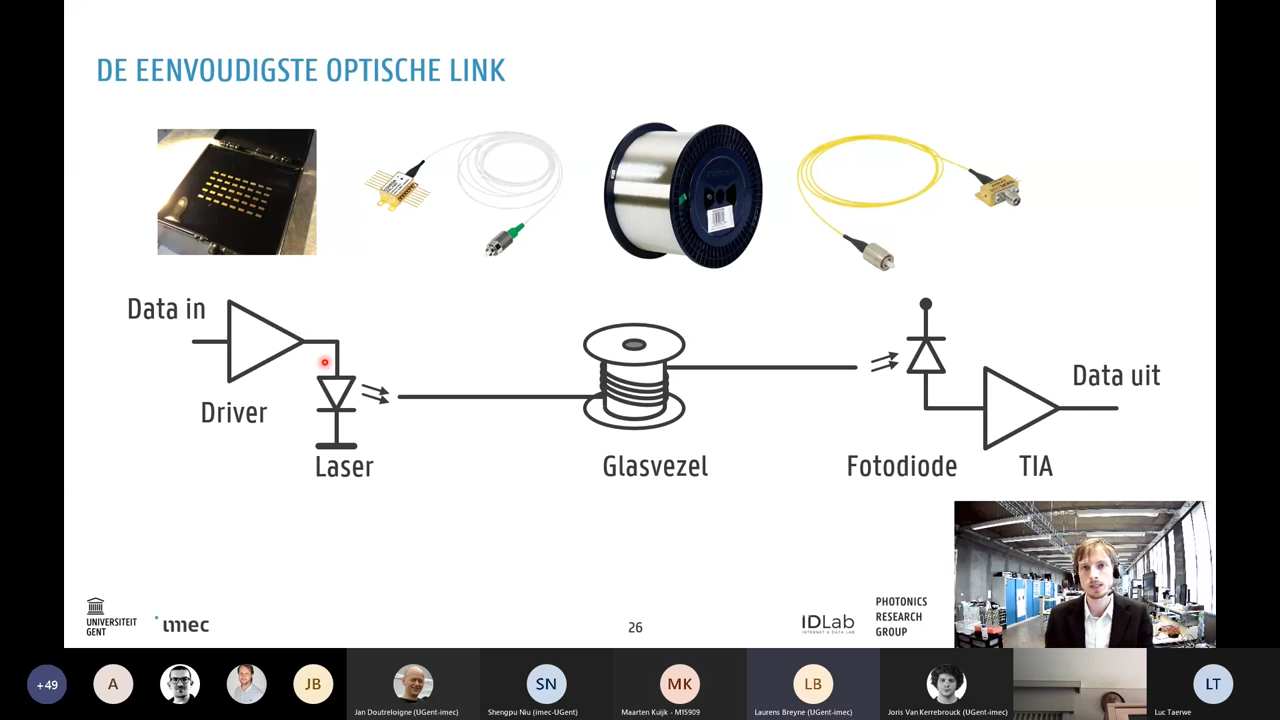 DE EENVOUDIGSTE OPTISCHE LINK
Data in
Driver
Laser
Glasvezel
Fotodiode
TIA
Data uit
UNIVERSITEIT
GENT
imec
26
IDLab
INTERNET & DATA LAB
PHOTONICS
RESEARCH
GROUP
+49
A
JB
Jan Doutreloigne (UGent-imec)
SN
Shengpu Niu (imec-UGent)
MK
Maarten Kuijk - M15909
LB
Laurens Breyne (UGent-imec)
Joris Van Kerrebrouck (UGent-imec)
LT
Luc Taerwe